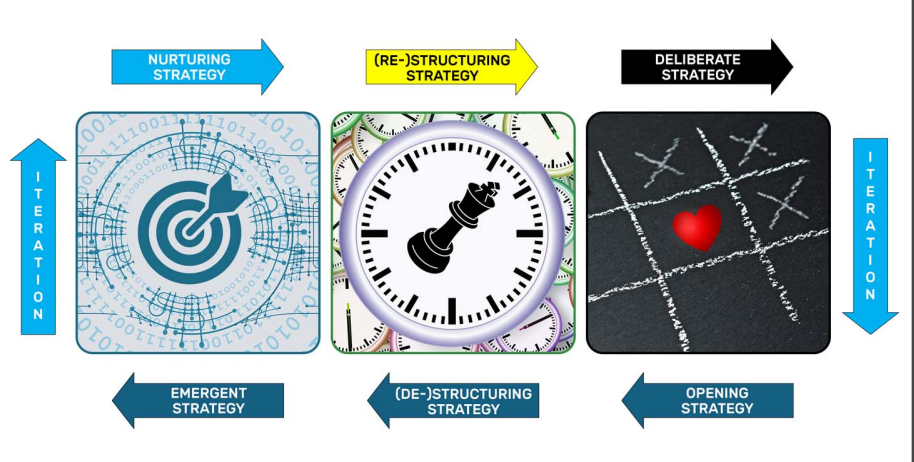 NURTURING
STRATEGY
(RE-)STRUCTURING
STRATEGY
DELIBERATE
STRATEGY
ITERATION
ITERATION
EMERGENT
STRATEGY
(DE-)STRUCTURING
STRATEGY
OPENING
STRATEGY